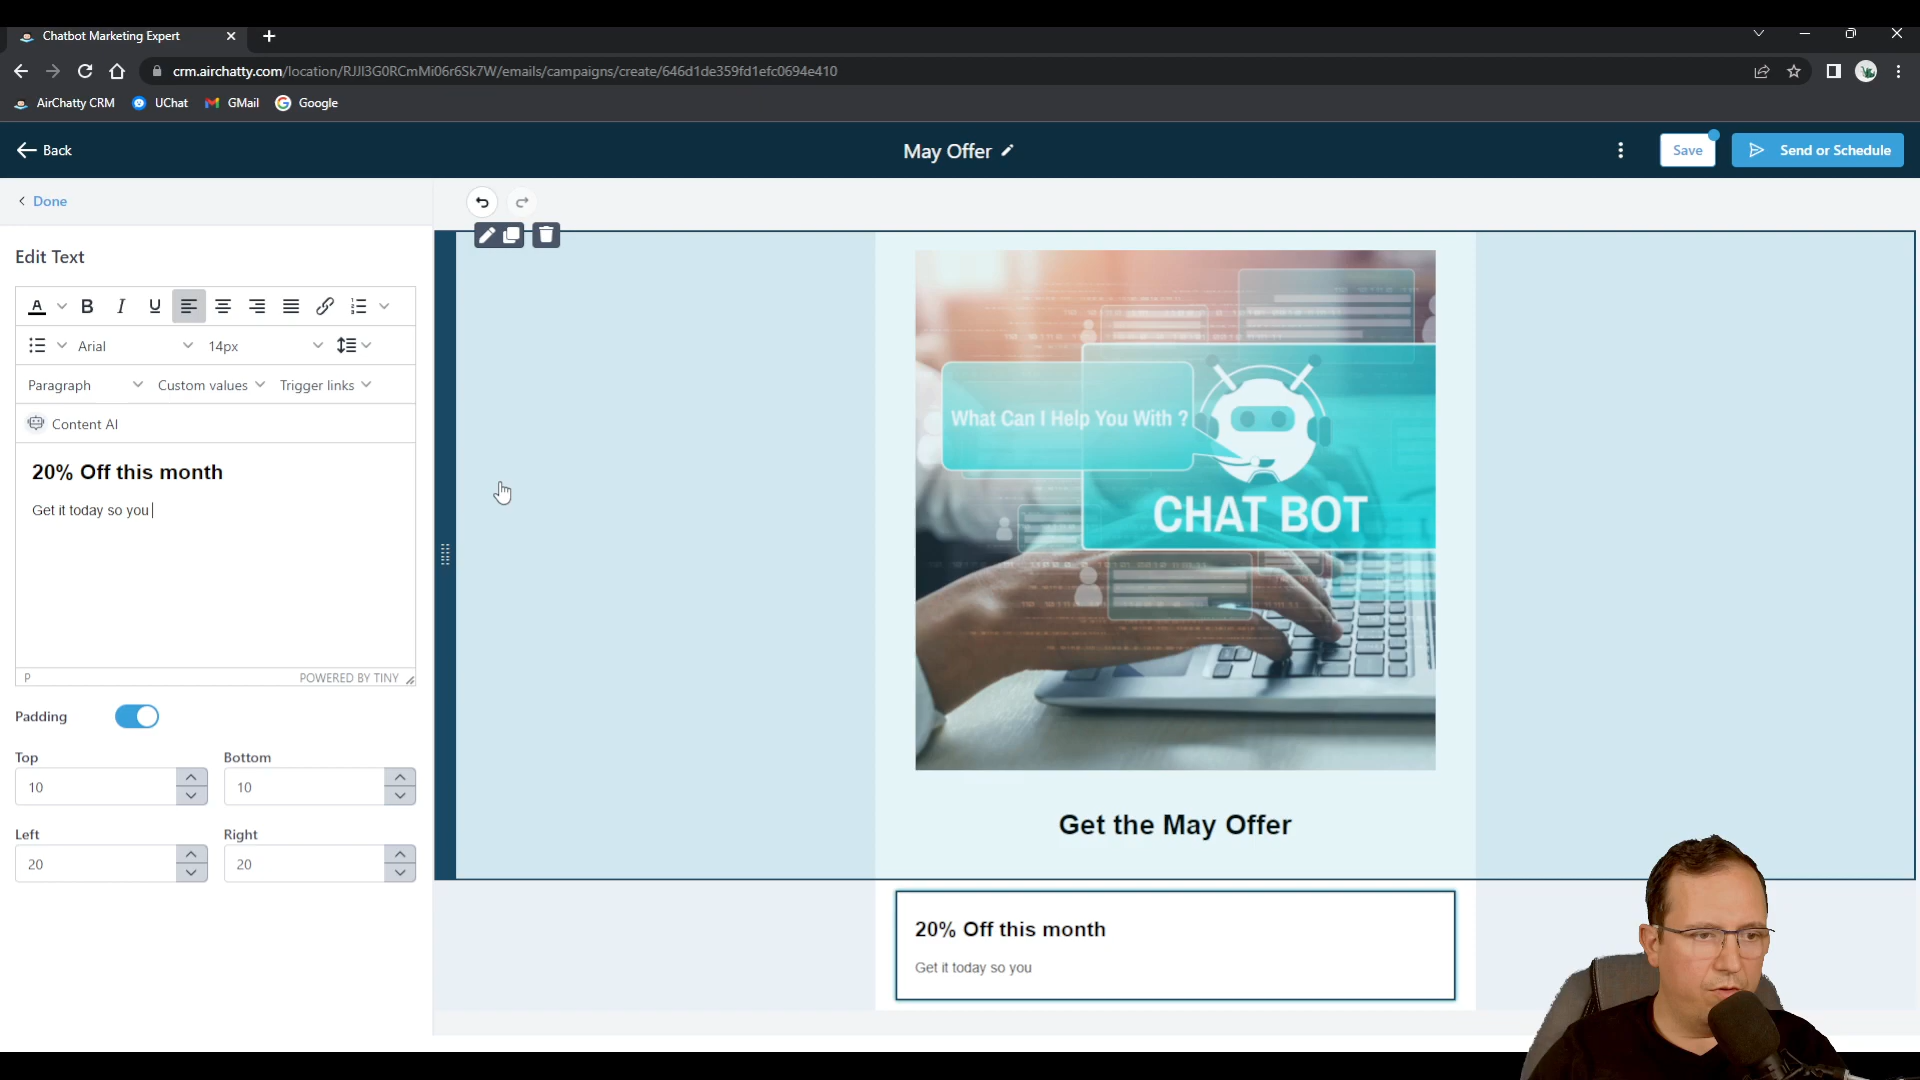 Chatbot Marketing Expert
crm.airchatty.com/location/RJJI3G0RCmMi06r6Sk7W/emails/campaigns/create/646d1de359fd1efc0694e410
AirChatty CRM UChat GMail Google
Back
May Offer
Save
Send or Schedule
Done
Edit Text
A B I U
Arial 14px
Paragraph Custom values Trigger links
Content AI
20% Off this month
Get it today so you
P POWERED BY TINY
Padding
Top Bottom
10 10
Left Right
20 20
What Can I Help You With ?
CHAT BOT
Get the May Offer
20% Off this month
Get it today so you